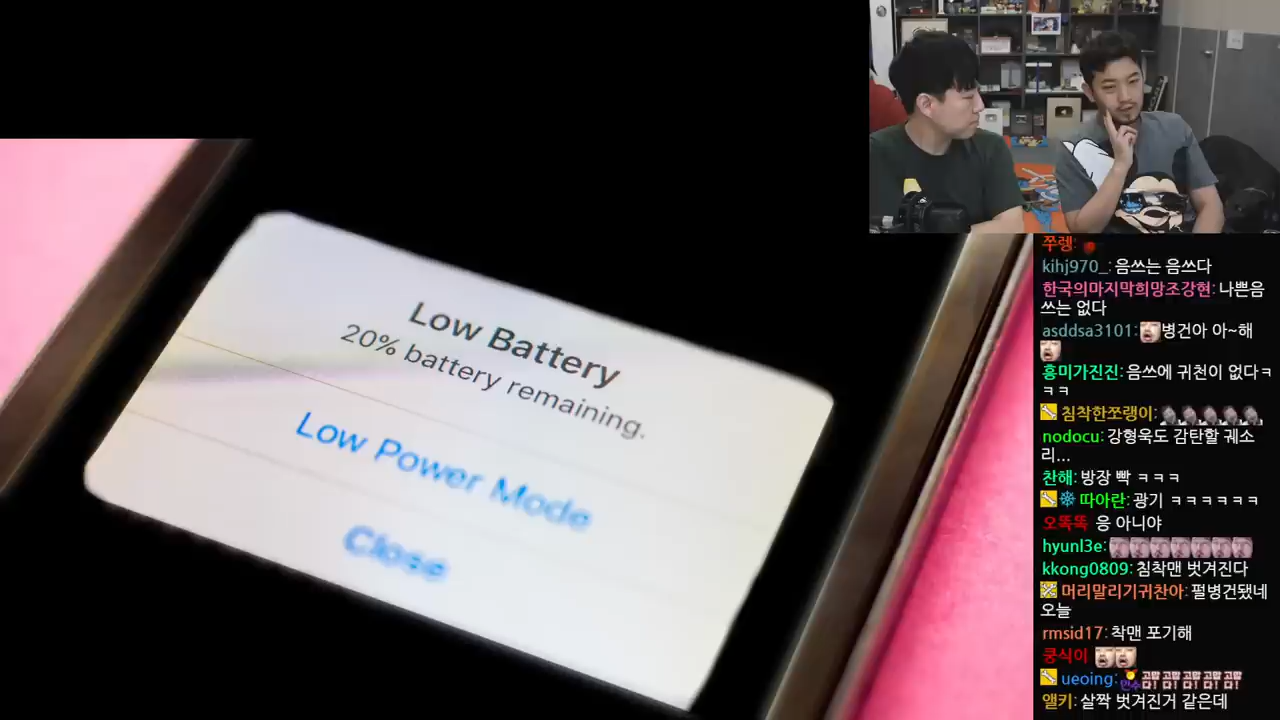 Low Battery
20% battery remaining.
Low Power Mode
Close
쭈렝:
kihj970_: 음쓰는 음쓰다
한국의마지막희망조강현: 나쁜음
쓰는 없다
asddsa3101: 병건아 아~해
흥미가진진: 음쓰에 귀천이 없다ㅋ
ㅋㅋ
침착한쪼랭이:
nodocu: 강형욱도 감탄할 궤소
리...
찬해: 방장 빡 ㅋㅋㅋ
따아란: 광기 ㅋㅋㅋㅋㅋㅋ
오똑똑 응 아니야
hyunl3e:
kkong0809: 침착맨 벗겨진다
머리말리기귀찬아: 펄병건됐네
오늘
rmsid17: 착맨 포기해
쿵식이
ueoing:
앨키: 살짝 벗겨진거 같은데